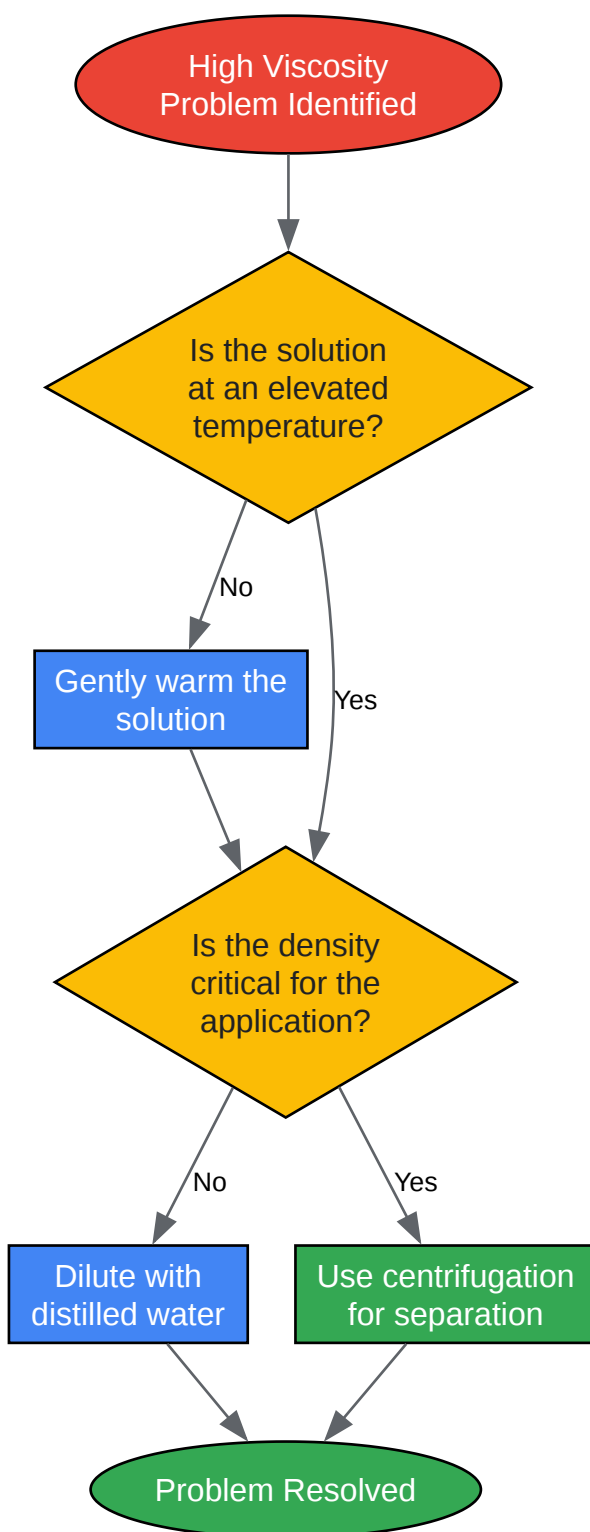 High Viscosity
Problem Identified
Is the solution
at an elevated
temperature?
No
Gently warm the
solution
Yes
Is the density
critical for the
application?
No
Yes
Dilute with
distilled water
Use centrifugation
for separation
Problem Resolved